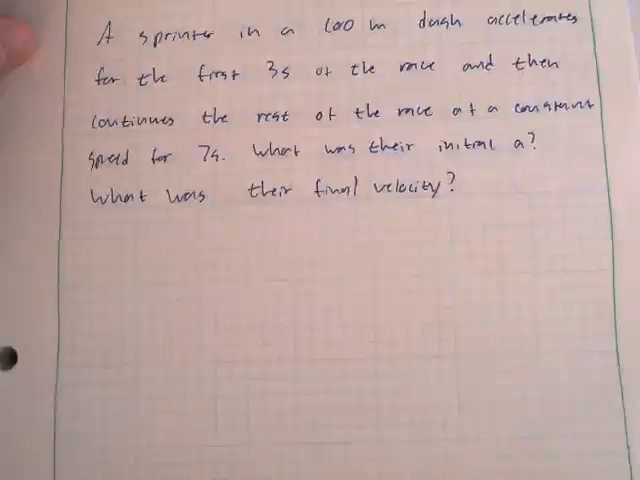 A sprinter in a 100 m dash accelerates
for the first 3s of the race and then
continues the rest of the race at a constant
speed for 7s. What was their initial a?
What was their final velocity?